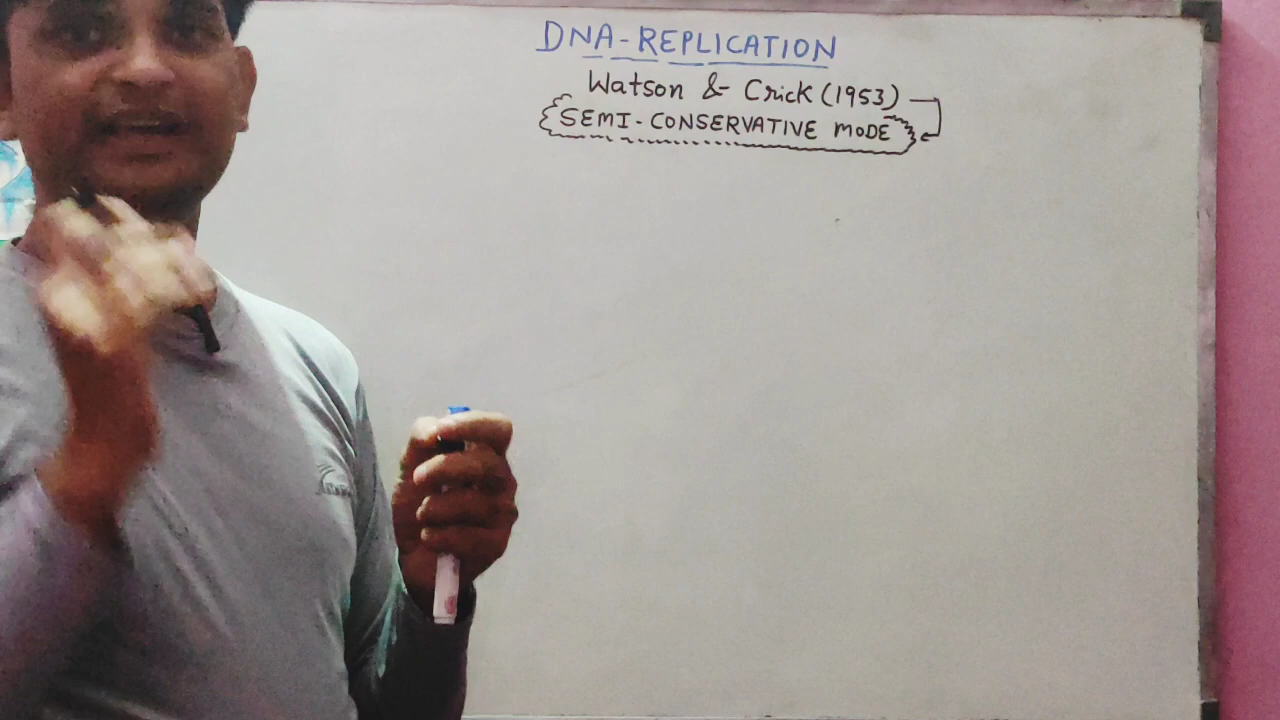 DNA-REPLICATION
Watson & Crick (1953)
SEMI-CONSERVATIVE MODE